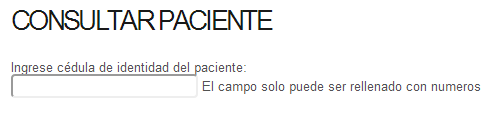 CONSULTAR PACIENTE
Ingrese cédula de identidad del paciente:
El campo solo puede ser rellenado con numeros